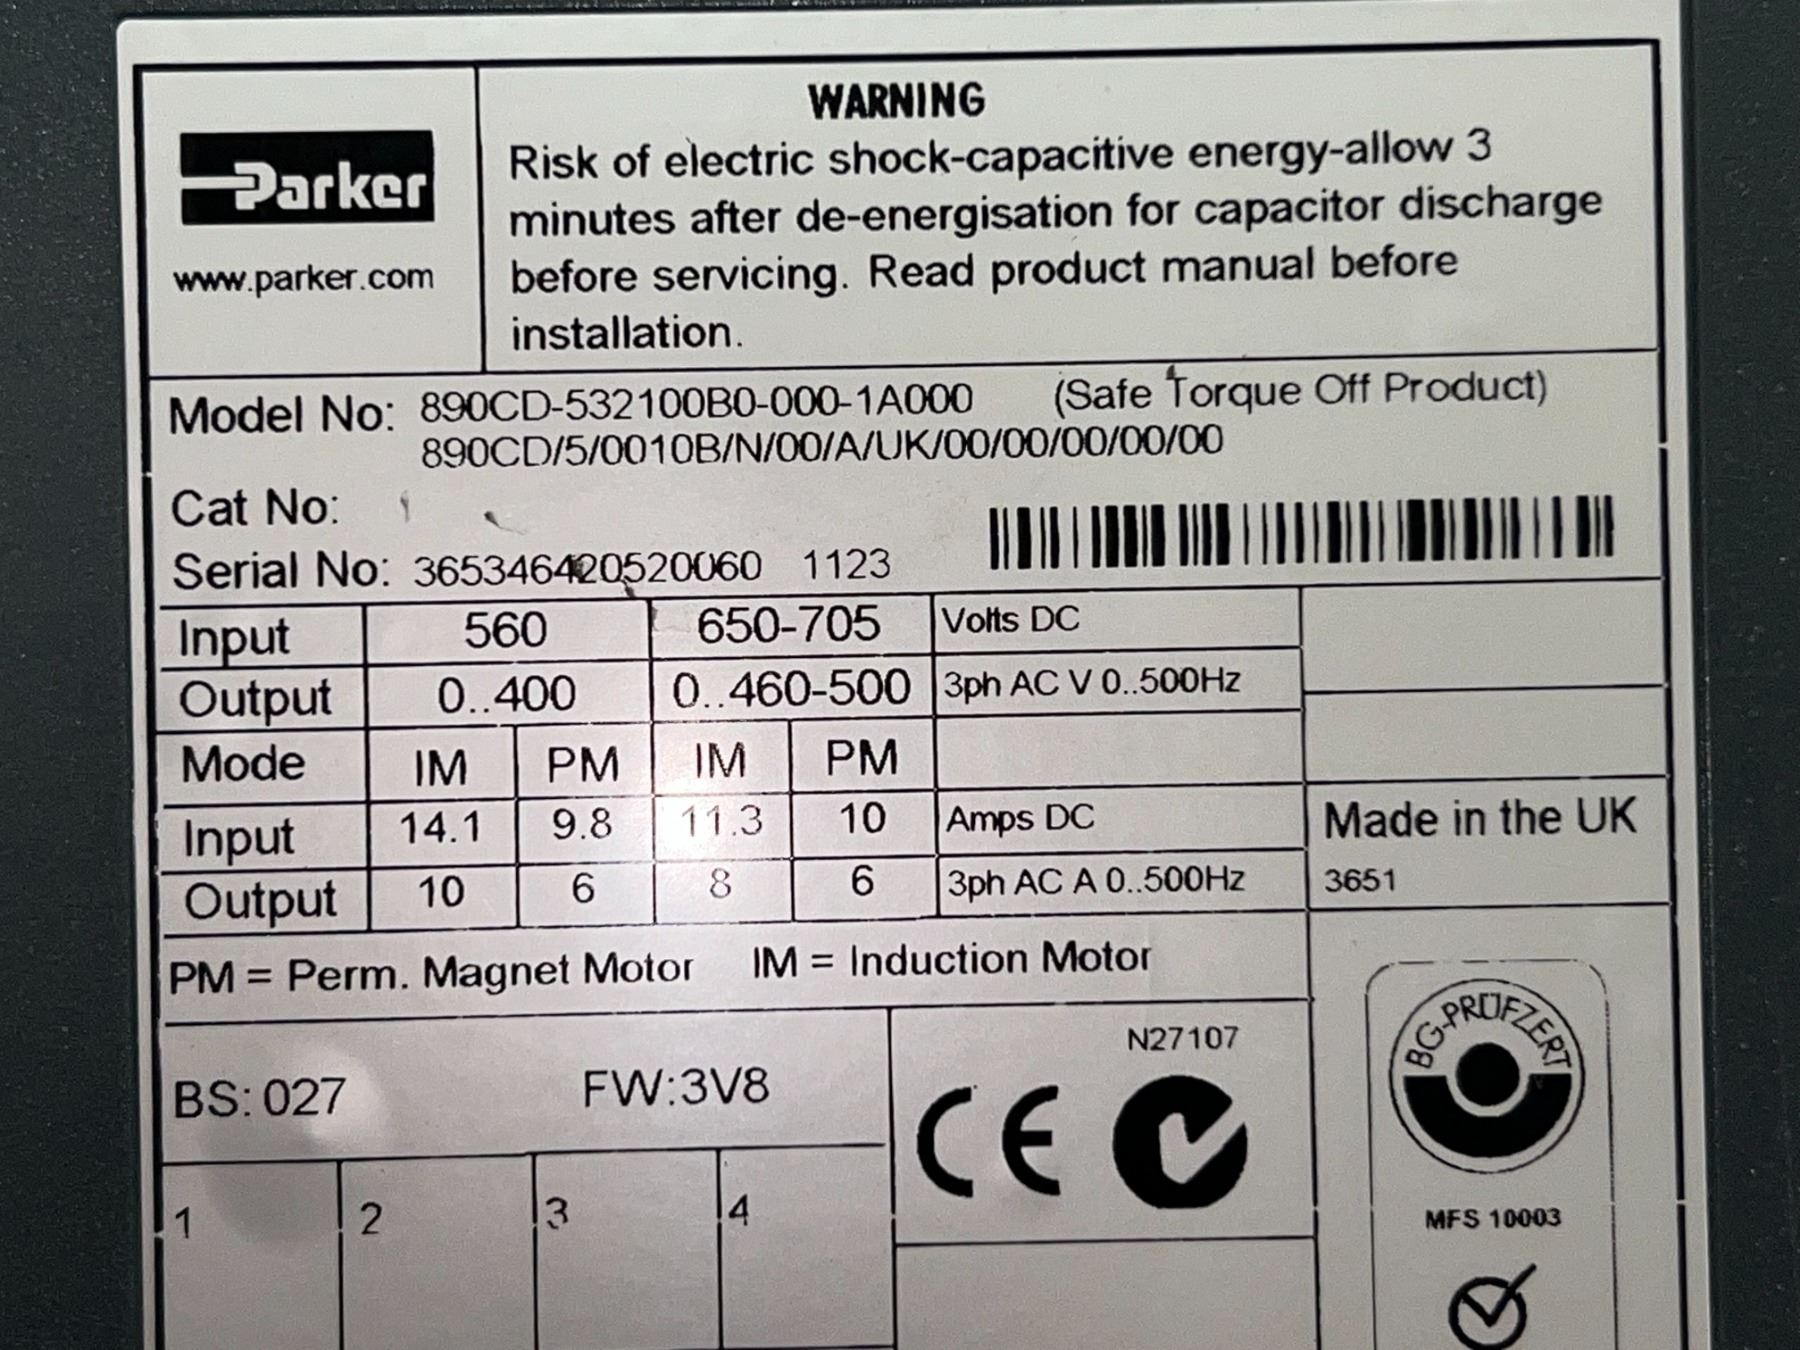 WARNING
Parker
www.parker.com
Risk of electric shock-capacitive energy-allow 3
minutes after de-energisation for capacitor discharge
before servicing. Read product manual before
installation.
Model No: 890CD-532100B0-000-1A000 (Safe Torque Off Product)
890CD/5/0010B/N/00/A/UK/00/00/00/00/00
Cat No:
Serial No: 365346420520060 1123
Input 560 650-705 Volts DC
Output 0..400 0..460-500 3ph AC V 0..500Hz
Mode IM PM IM PM
Input 14.1 9.8 11.3 10 Amps DC
Output 10 6 8 6 3ph AC A 0..500Hz
Made in the UK
3651
PM = Perm. Magnet Motor IM = Induction Motor
BS: 027 FW:3V8
N27107
CE
BG-PRÜFZERT
MFS 10003
1 2 3 4